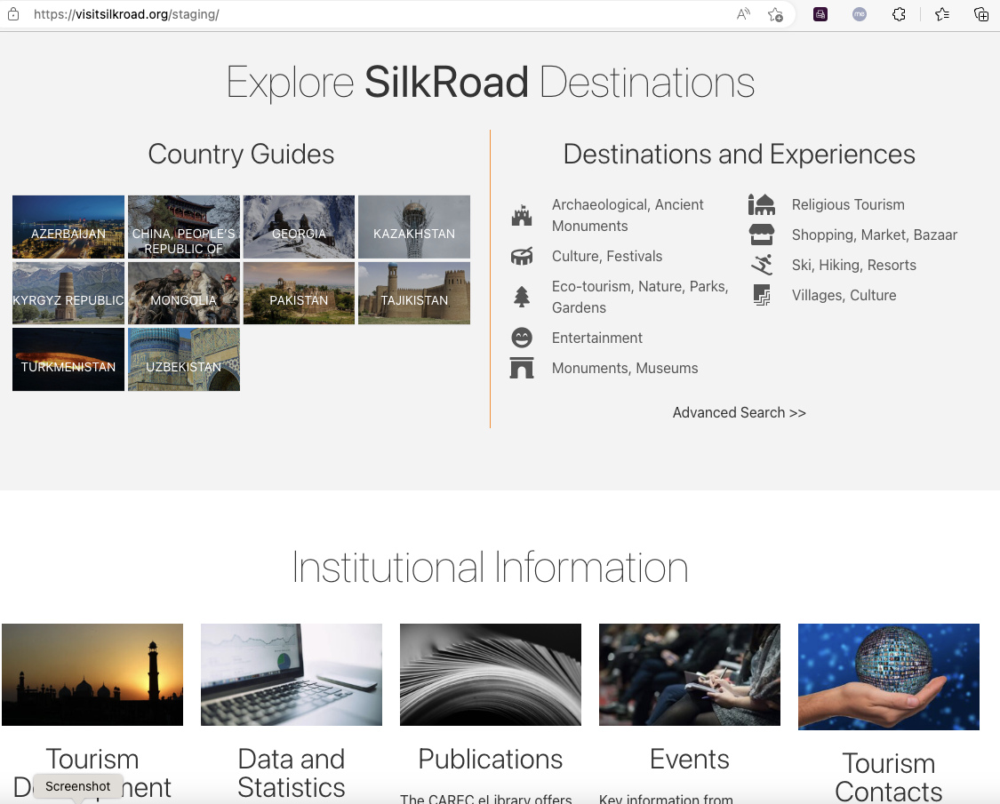 https://visitsilkroad.org/staging/
me
Explore SilkRoad Destinations
Country Guides
AZERBAIJAN
CHINA, PEOPLE'S
REPUBLIC OF
GEORGIA
KAZAKHSTAN
KYRGYZ REPUBLIC
MONGOLIA
PAKISTAN
TAJIKISTAN
TURKMENISTAN
UZBEKISTAN
Destinations and Experiences
Archaeological, Ancient
Monuments
Culture, Festivals
Eco-tourism, Nature, Parks,
Gardens
Entertainment
Monuments, Museums
Religious Tourism
Shopping, Market, Bazaar
Ski, Hiking, Resorts
Villages, Culture
Advanced Search >>
Institutional Information
Tourism
Screenshot
Data and
Statistics
Publications
The CAREC eLibrary offers
Events
Key information from
Tourism
Contacts